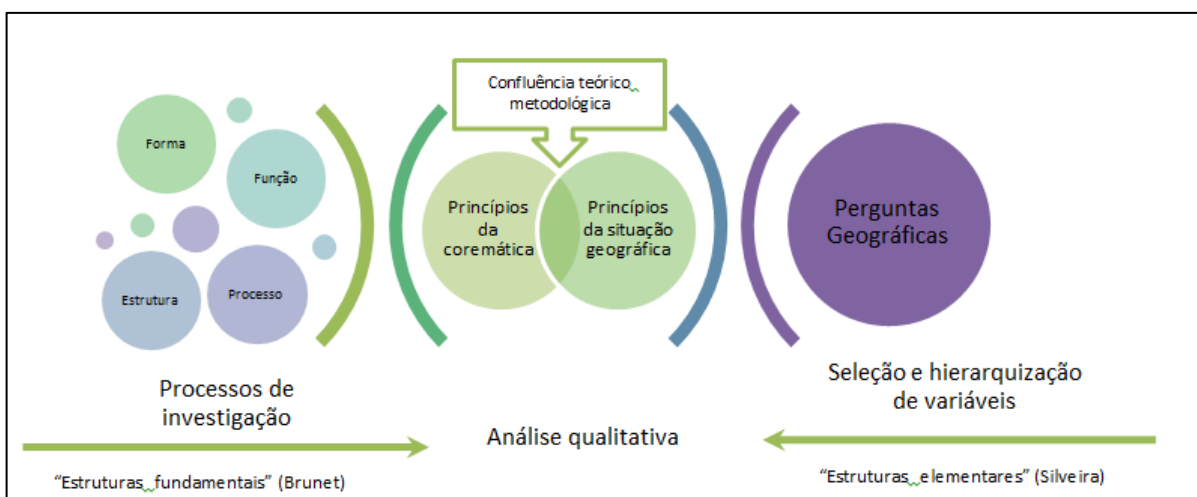 Confluência teórico
metodológica
Forma
Função
Estrutura
Processo
Princípios
da
coremática
Princípios
da situação
geográfica
Perguntas
Geográficas
Processos de
investigação
Análise qualitativa
Seleção e hierarquização
de variáveis
“Estruturas fundamentais” (Brunet)
“Estruturas elementares” (Silveira)